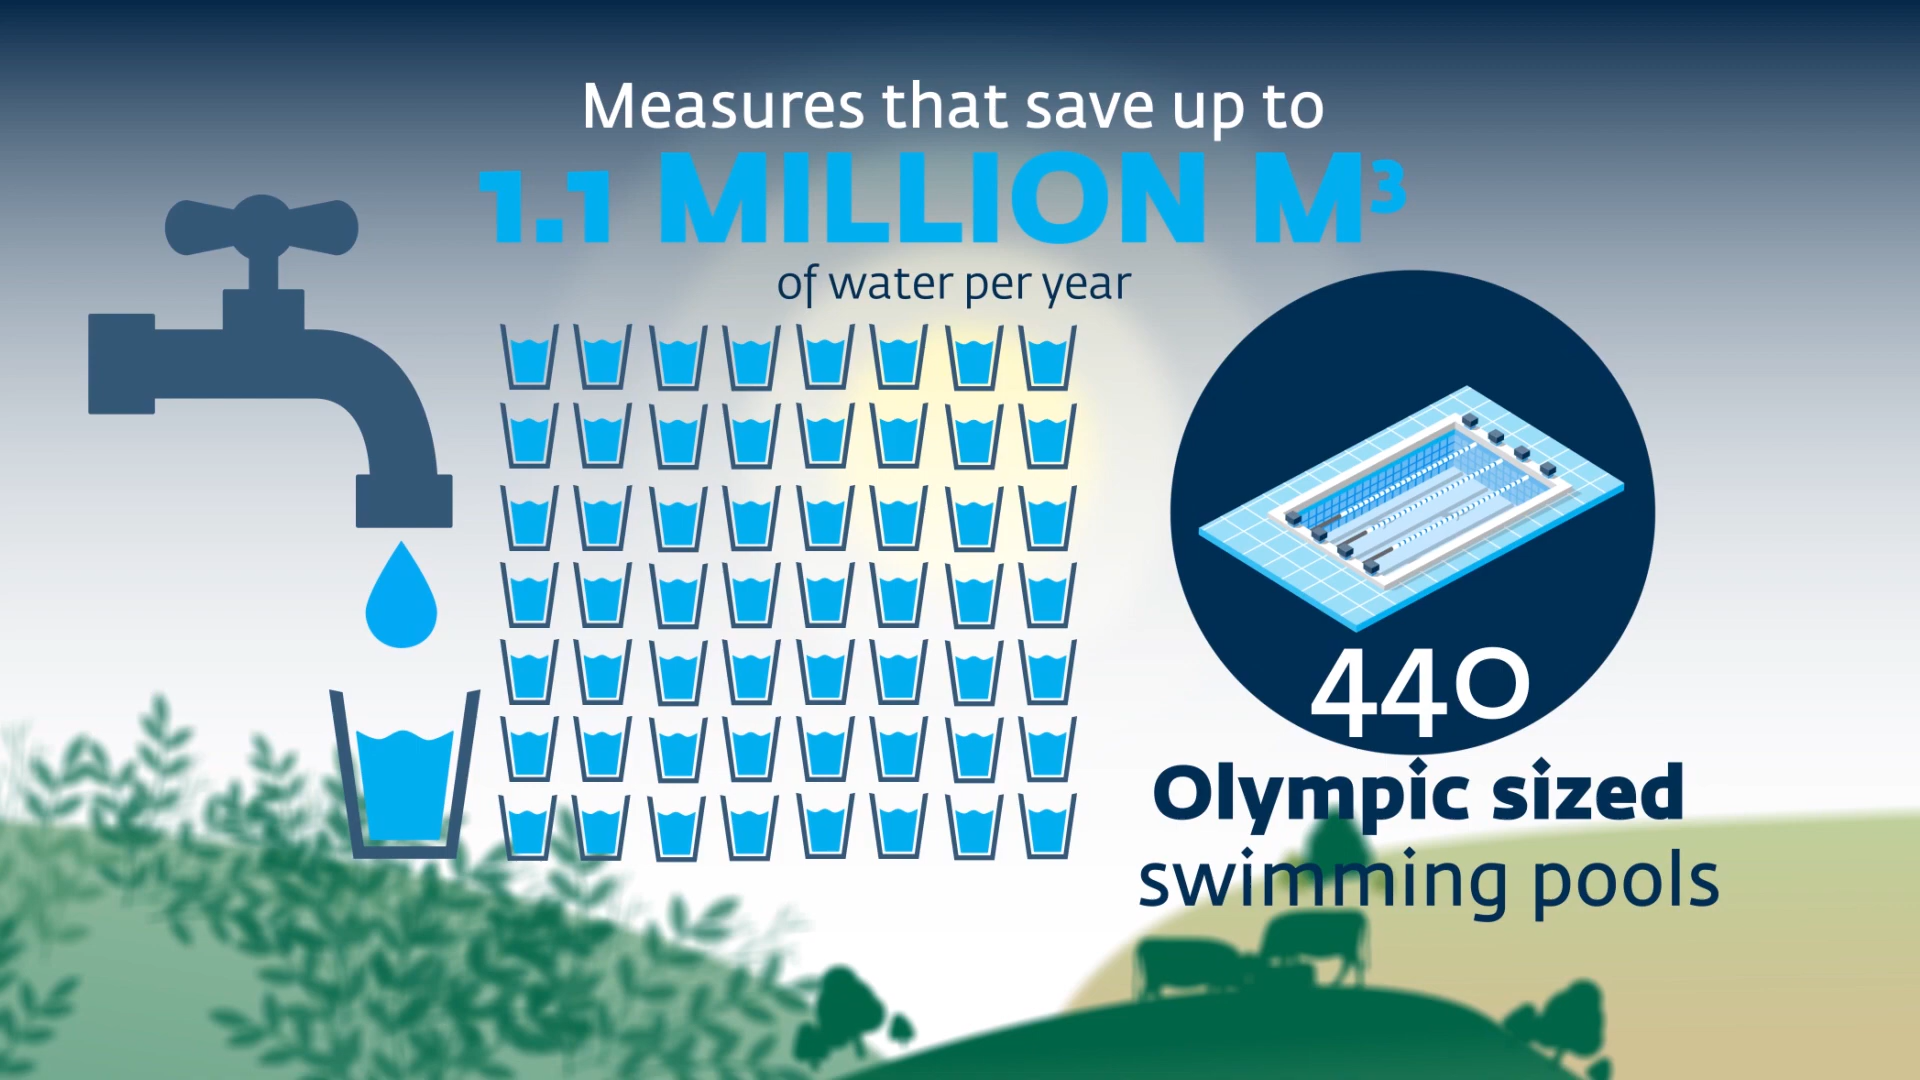 Measures that save up to
1.1 MILLION M³
of water per year
440
Olympic sized
swimming pools